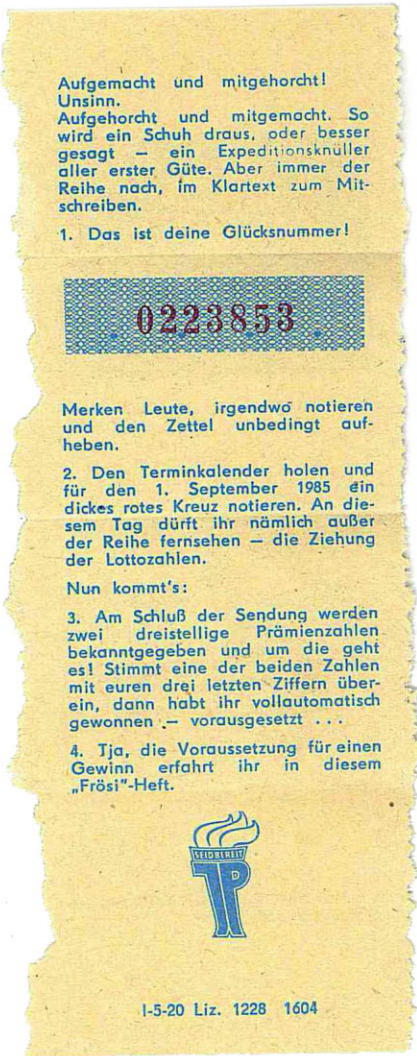 Aufgemacht und mitgehorcht!
Unsinn.
Aufgehorcht und mitgemacht. So
wird ein Schuh draus, oder besser
gesagt — ein Expeditionsknüller
aller erster Güte. Aber immer der
Reihe nach, im Klartext zum Mit-
schreiben.
1. Das ist deine Glücksnummer!
0223853
Merken Leute, irgendwo notieren
und den Zettel unbedingt auf-
heben.
2. Den Terminkalender holen und
für den 1. September 1985 ein
dickes rotes Kreuz notieren. An die-
sem Tag dürft ihr nämlich außer
der Reihe fernsehen — die Ziehung
der Lottozahlen.
Nun kommt's:
3. Am Schluß der Sendung werden
zwei dreistellige Prämienzahlen
bekanntgegeben und um die geht
es! Stimmt eine der beiden Zahlen
mit euren drei letzten Ziffern über-
ein, dann habt ihr vollautomatisch
gewonnen — vorausgesetzt ...
4. Tja, die Voraussetzung für einen
Gewinn erfahrt ihr in diesem
„Frösi"-Heft.
SEID BEREIT
JP
I-5-20 Liz. 1228 1604